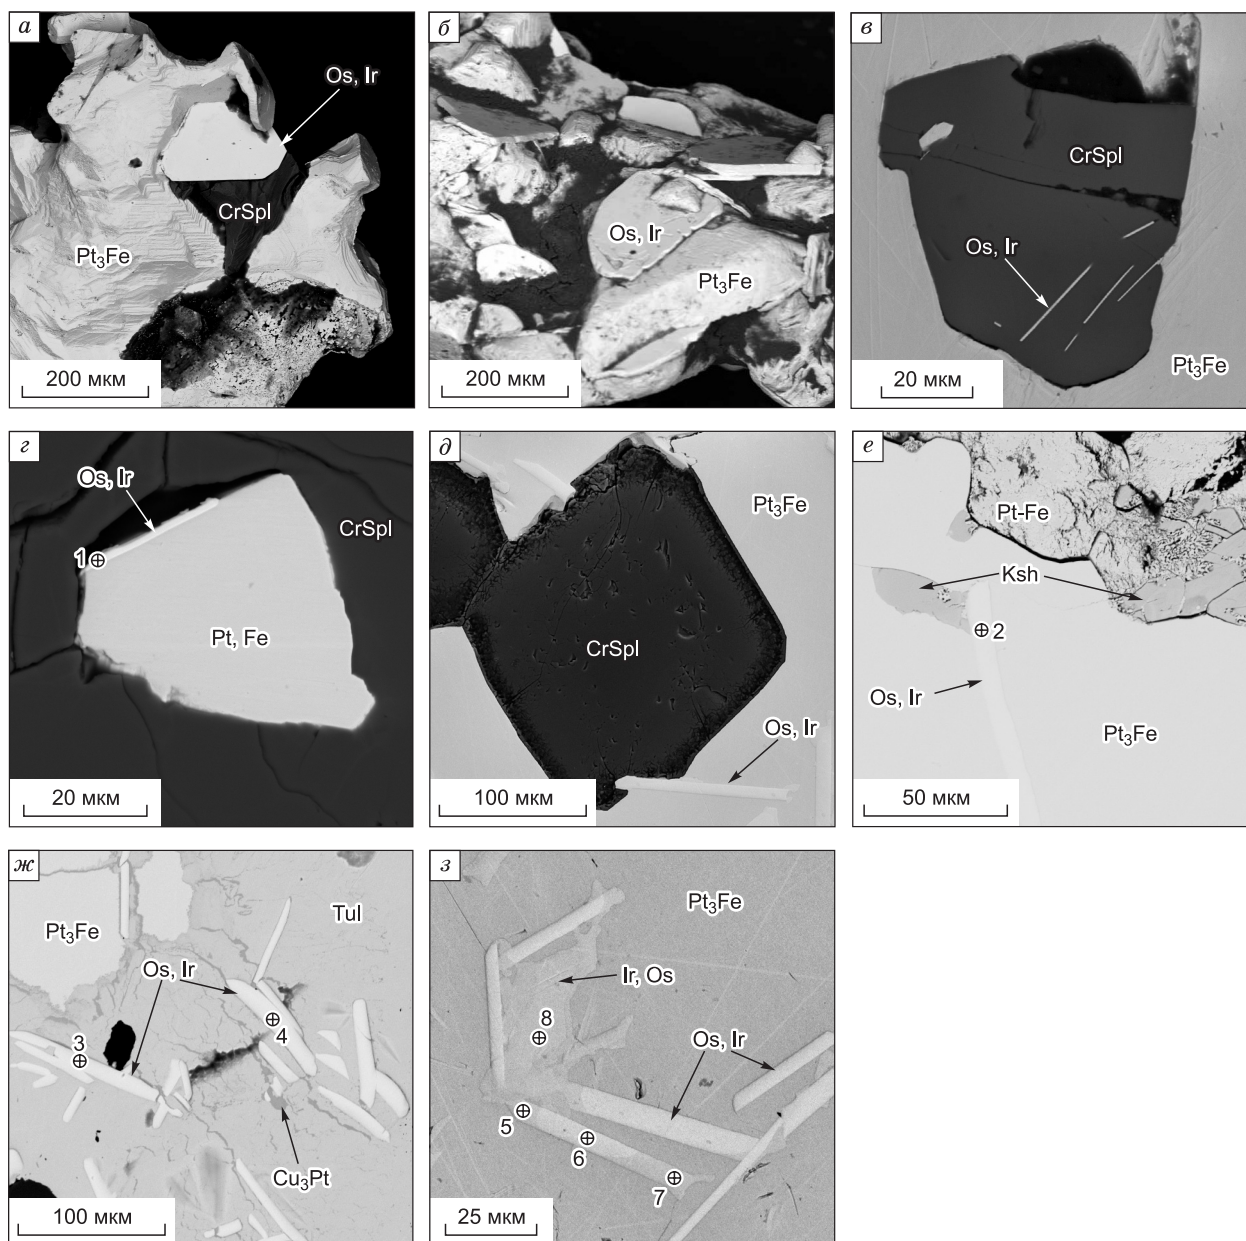 а
Os, Ir
CrSpl
Pt₃Fe
200 мкм
б
Os, Ir
Pt₃Fe
200 мкм
в
CrSpl
Os, Ir
20 мкм
Pt₃Fe
г
Os, Ir
CrSpl
1
Pt, Fe
20 мкм
д
Pt₃Fe
CrSpl
Os, Ir
100 мкм
е
Pt-Fe
Ksh
2
Os, Ir
Pt₃Fe
50 мкм
ж
Tul
Pt₃Fe
Os, Ir
3
4
Cu₃Pt
100 мкм
з
Pt₃Fe
Ir, Os
8
Os, Ir
5
6
7
25 мкм